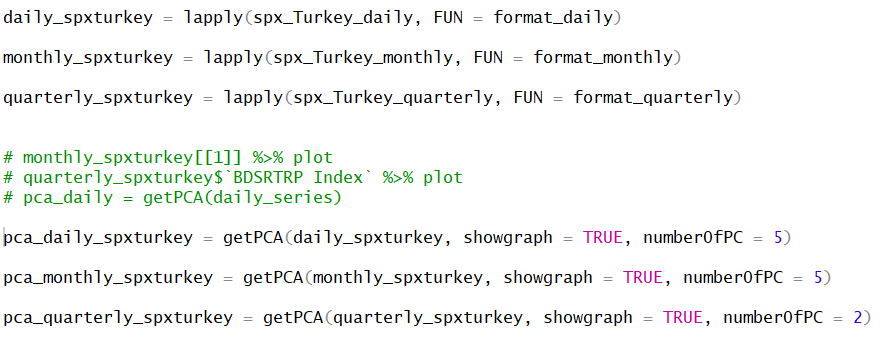 daily_spxturkey = lapply(spx_Turkey_daily, FUN = format_daily)
monthly_spxturkey = lapply(spx_Turkey_monthly, FUN = format_monthly)
quarterly_spxturkey = lapply(spx_Turkey_quarterly, FUN = format_quarterly)
# monthly_spxturkey[[1]] %>% plot
# quarterly_spxturkey$`BDSRTRP Index` %>% plot
# pca_daily = getPCA(daily_series)
pca_daily_spxturkey = getPCA(daily_spxturkey, showgraph = TRUE, numberOfPC = 5)
pca_monthly_spxturkey = getPCA(monthly_spxturkey, showgraph = TRUE, numberOfPC = 5)
pca_quarterly_spxturkey = getPCA(quarterly_spxturkey, showgraph = TRUE, numberOfPC = 2)